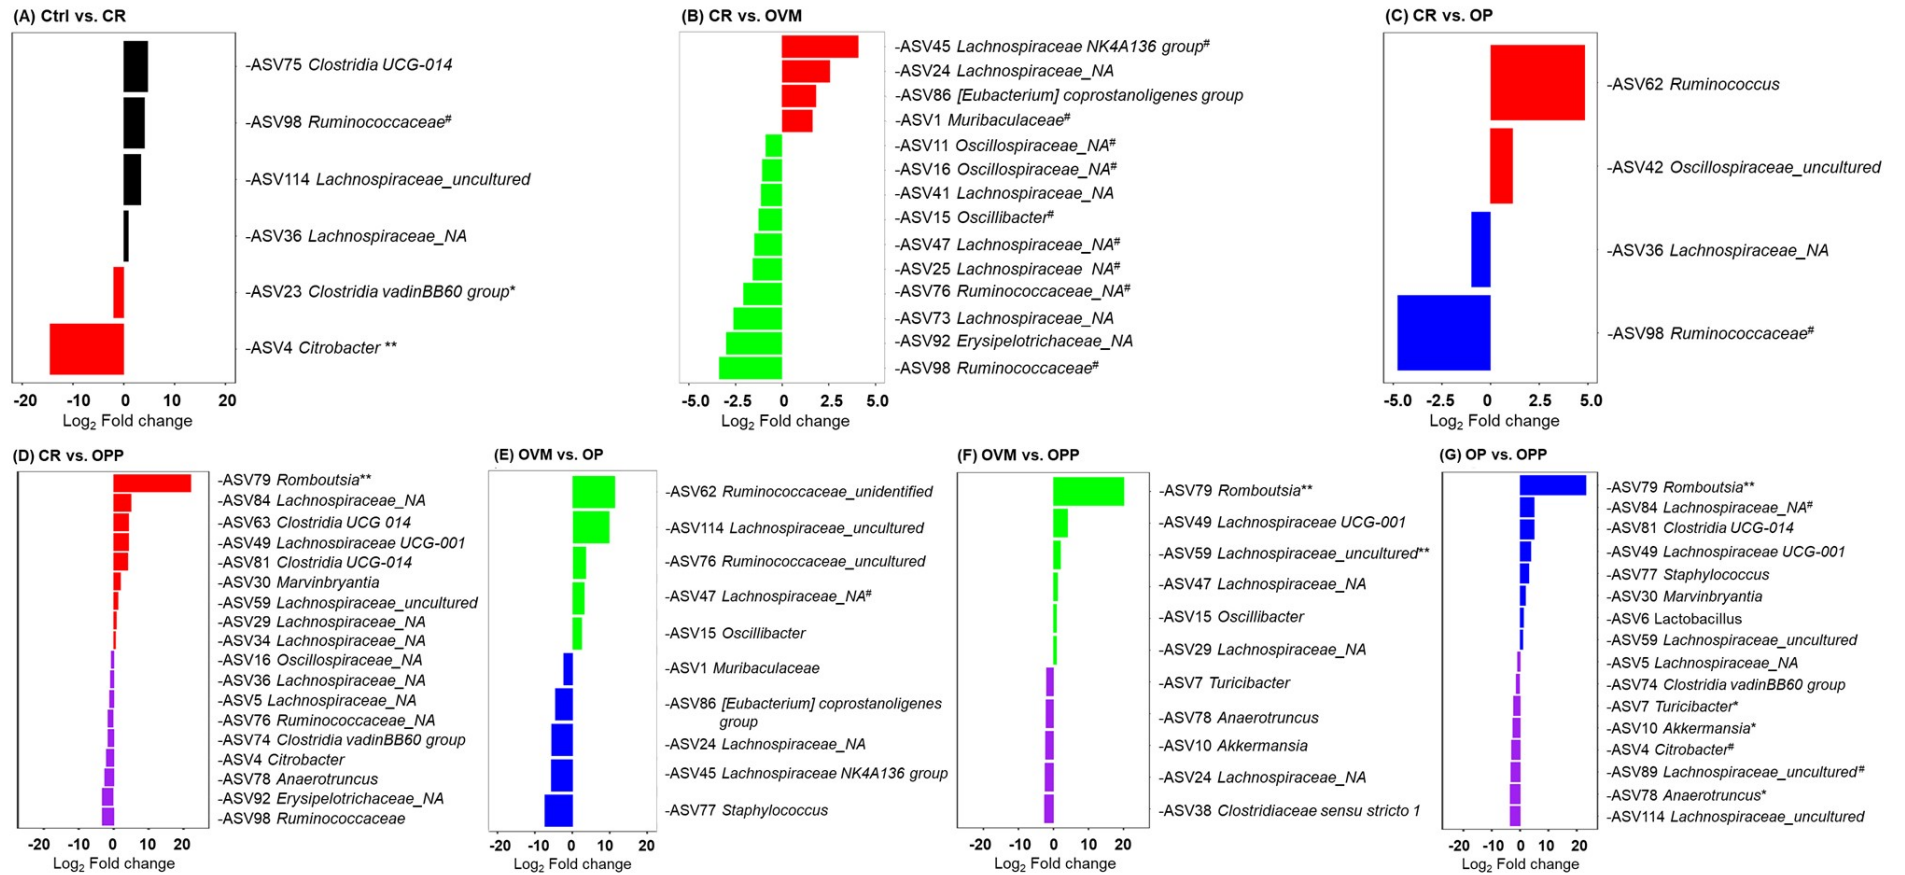 (A) Ctrl vs. CR
-ASV75 Clostridia UCG-014
-ASV98 Ruminococcaceae#
-ASV114 Lachnospiraceae_uncultured
-ASV36 Lachnospiraceae_NA
-ASV23 Clostridia vadinBB60 group*
-ASV4 Citrobacter **
-20 -10 0 10 20
Log2 Fold change
(B) CR vs. OVM
-ASV45 Lachnospiraceae NK4A136 group#
-ASV24 Lachnospiraceae_NA
-ASV86 [Eubacterium] coprostanoligenes group
-ASV1 Muribaculaceae#
-ASV11 Oscillospiraceae_NA#
-ASV16 Oscillospiraceae_NA#
-ASV41 Lachnospiraceae_NA
-ASV15 Oscillibacter#
-ASV47 Lachnospiraceae_NA#
-ASV25 Lachnospiraceae NA#
-ASV76 Ruminococcaceae_NA#
-ASV73 Lachnospiraceae_NA
-ASV92 Erysipelotrichaceae_NA
-ASV98 Ruminococcaceae#
-5.0 -2.5 0 2.5 5.0
Log2 Fold change
(C) CR vs. OP
-ASV62 Ruminococcus
-ASV42 Oscillospiraceae_uncultured
-ASV36 Lachnospiraceae_NA
-ASV98 Ruminococcaceae#
-5.0 -2.5 0 2.5 5.0
Log2 Fold change
(D) CR vs. OPP
-ASV79 Romboutsia**
-ASV84 Lachnospiraceae_NA
-ASV63 Clostridia UCG 014
-ASV49 Lachnospiraceae UCG-001
-ASV81 Clostridia UCG-014
-ASV30 Marvinbryantia
-ASV59 Lachnospiraceae_uncultured
-ASV29 Lachnospiraceae_NA
-ASV34 Lachnospiraceae_NA
-ASV16 Oscillospiraceae_NA
-ASV36 Lachnospiraceae_NA
-ASV5 Lachnospiraceae_NA
-ASV76 Ruminococcaceae_NA
-ASV74 Clostridia vadinBB60 group
-ASV4 Citrobacter
-ASV78 Anaerotruncus
-ASV92 Erysipelotrichaceae_NA
-ASV98 Ruminococcaceae
-20 -10 0 10 20
Log2 Fold change
(E) OVM vs. OP
-ASV62 Ruminococcaceae_unidentified
-ASV114 Lachnospiraceae_uncultured
-ASV76 Ruminococcaceae_uncultured
-ASV47 Lachnospiraceae_NA#
-ASV15 Oscillibacter
-ASV1 Muribaculaceae
-ASV86 [Eubacterium] coprostanoligenes
group
-ASV24 Lachnospiraceae_NA
-ASV45 Lachnospiraceae NK4A136 group
-ASV77 Staphylococcus
-20 -10 0 10 20
Log2 Fold change
(F) OVM vs. OPP
-ASV79 Romboutsia**
-ASV49 Lachnospiraceae UCG-001
-ASV59 Lachnospiraceae_uncultured**
-ASV47 Lachnospiraceae_NA
-ASV15 Oscillibacter
-ASV29 Lachnospiraceae_NA
-ASV7 Turicibacter
-ASV78 Anaerotruncus
-ASV10 Akkermansia
-ASV24 Lachnospiraceae_NA
-ASV38 Clostridiaceae sensu stricto 1
-20 -10 0 10 20
Log2 Fold change
(G) OP vs. OPP
-ASV79 Romboutsia**
-ASV84 Lachnospiraceae_NA#
-ASV81 Clostridia UCG-014
-ASV49 Lachnospiraceae UCG-001
-ASV77 Staphylococcus
-ASV30 Marvinbryantia
-ASV6 Lactobacillus
-ASV59 Lachnospiraceae_uncultured
-ASV5 Lachnospiraceae_NA
-ASV74 Clostridia vadinBB60 group
-ASV7 Turicibacter*
-ASV10 Akkermansia*
-ASV4 Citrobacter#
-ASV89 Lachnospiraceae_uncultured#
-ASV78 Anaerotruncus*
-ASV114 Lachnospiraceae_uncultured
-20 -10 0 10 20
Log2 Fold change